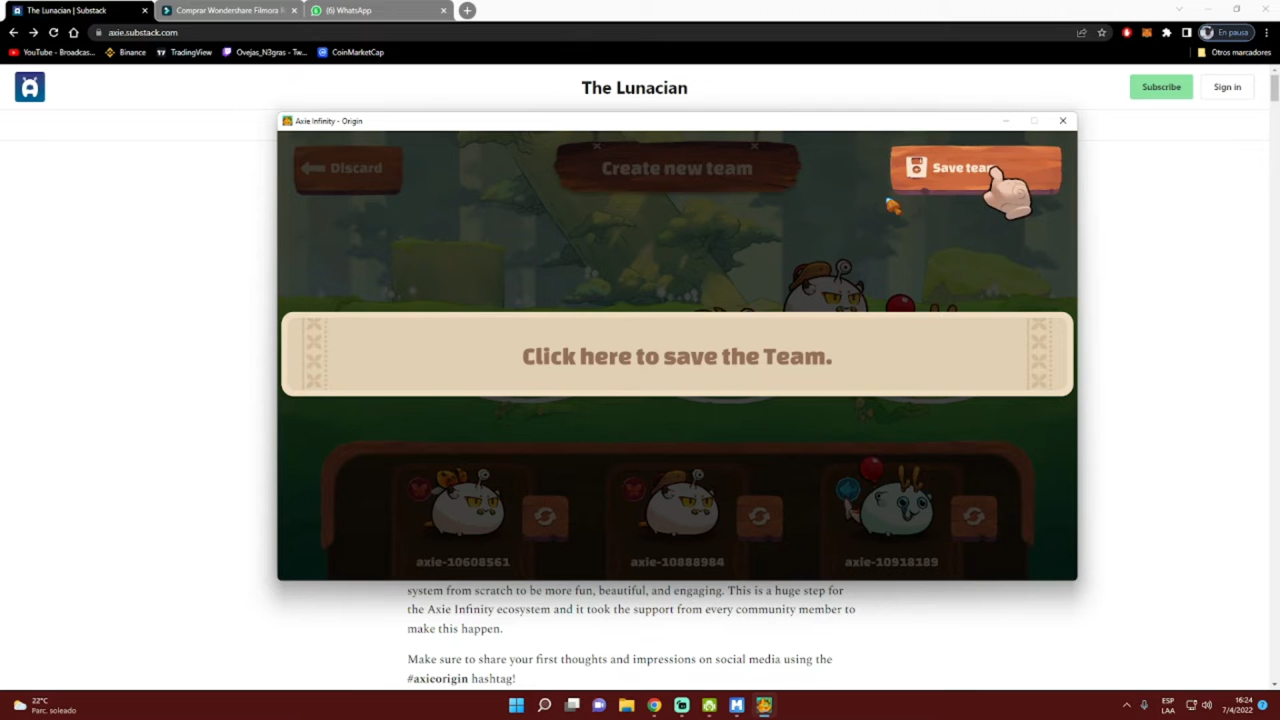 The Lunacian | Substack
Comprar Wondershare Filmora
(6) WhatsApp
axie.substack.com
En pausa
YouTube - Broadcas...
Binance
TradingView
Ovejas_N3gras - Tw...
CoinMarketCap
Otros marcadores
The Lunacian
Subscribe
Sign in
Axie Infinity - Origin
Discard
Create new team
Save team
Click here to save the Team.
axie-10608561
axie-10888984
axie-10918189
system from scratch to be more fun, beautiful, and engaging. This is a huge step for
the Axie Infinity ecosystem and it took the support from every community member to
make this happen.
Make sure to share your first thoughts and impressions on social media using the
#axieorigin hashtag!
22°C
Parc. soleado
ESP
LAA
16:24
7/4/2022